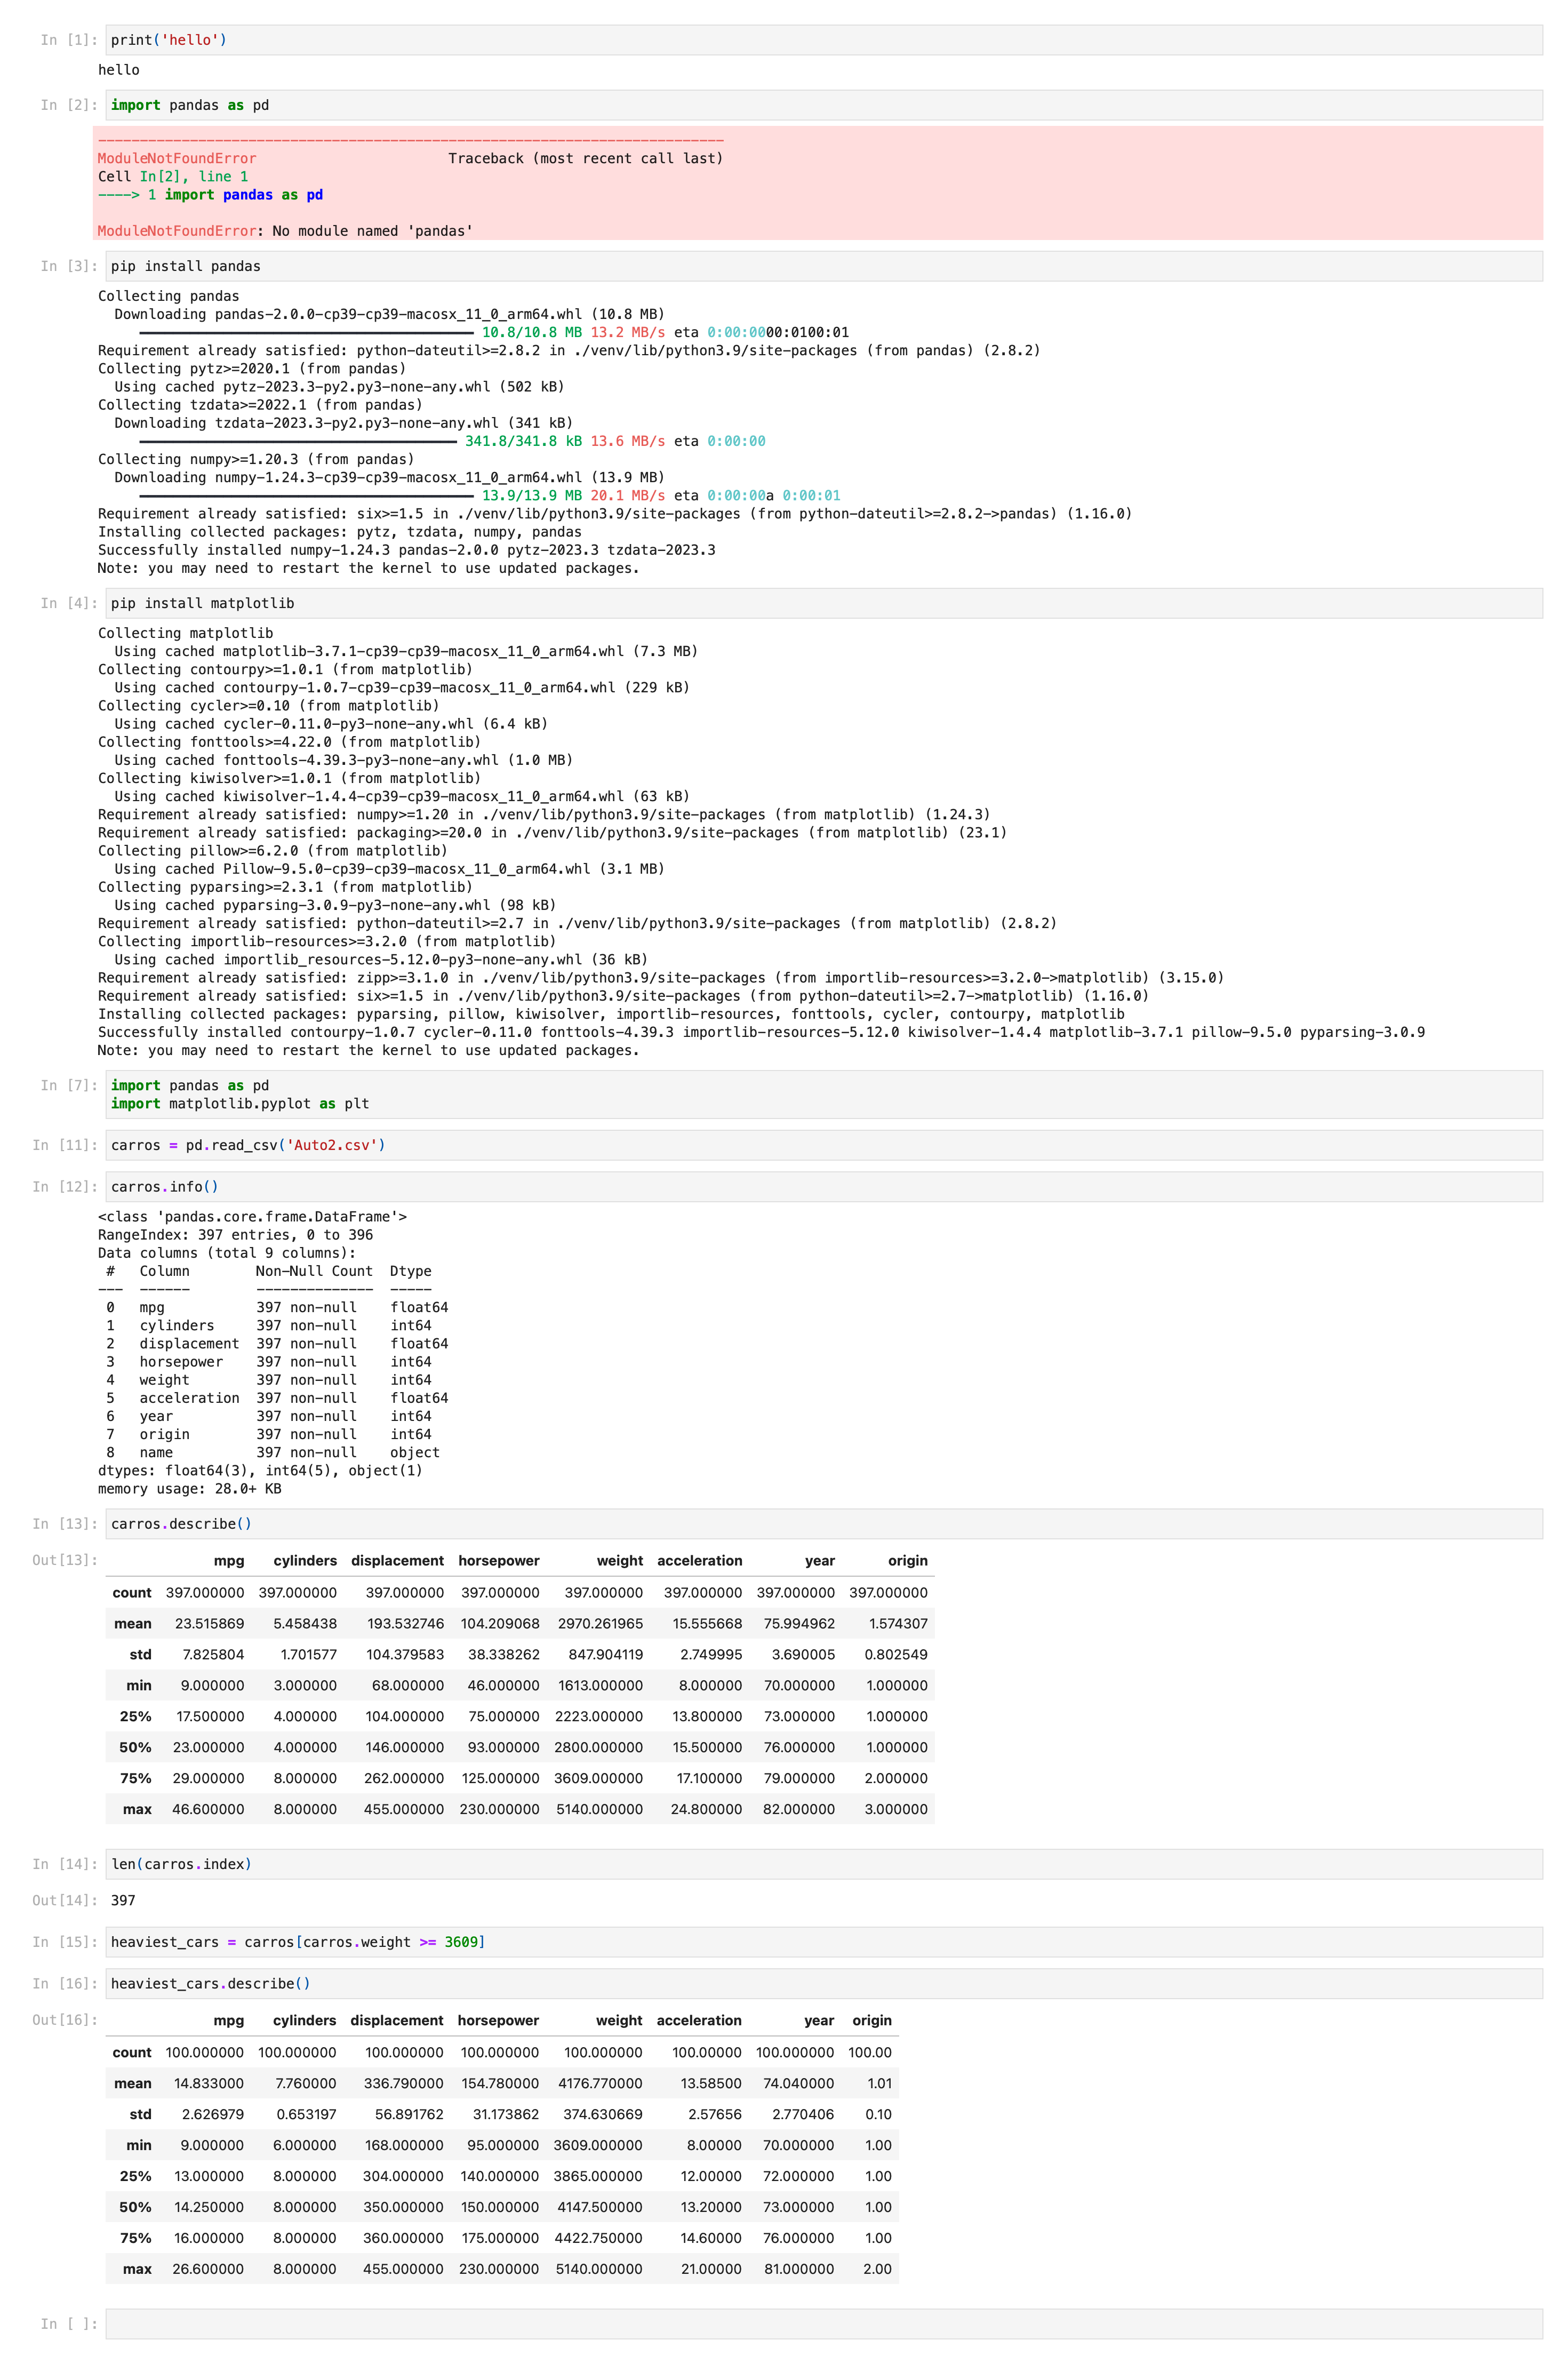 In [1]: print('hello')
hello
In [2]: import pandas as pd
---------------------------------------------------------------------------
ModuleNotFoundError                       Traceback (most recent call last)
Cell In[2], line 1
----> 1 import pandas as pd

ModuleNotFoundError: No module named 'pandas'
In [3]: pip install pandas
Collecting pandas
  Downloading pandas-2.0.0-cp39-cp39-macosx_11_0_arm64.whl (10.8 MB)
     ━━━━━━━━━━━━━━━━━━━━━━━━━━━━━━━━━━━━━━━━ 10.8/10.8 MB 13.2 MB/s eta 0:00:0000:0100:01
Requirement already satisfied: python-dateutil>=2.8.2 in ./venv/lib/python3.9/site-packages (from pandas) (2.8.2)
Collecting pytz>=2020.1 (from pandas)
  Using cached pytz-2023.3-py2.py3-none-any.whl (502 kB)
Collecting tzdata>=2022.1 (from pandas)
  Downloading tzdata-2023.3-py2.py3-none-any.whl (341 kB)
     ━━━━━━━━━━━━━━━━━━━━━━━━━━━━━━━━━━━━━━ 341.8/341.8 kB 13.6 MB/s eta 0:00:00
Collecting numpy>=1.20.3 (from pandas)
  Downloading numpy-1.24.3-cp39-cp39-macosx_11_0_arm64.whl (13.9 MB)
     ━━━━━━━━━━━━━━━━━━━━━━━━━━━━━━━━━━━━━━━━ 13.9/13.9 MB 20.1 MB/s eta 0:00:00a 0:00:01
Requirement already satisfied: six>=1.5 in ./venv/lib/python3.9/site-packages (from python-dateutil>=2.8.2->pandas) (1.16.0)
Installing collected packages: pytz, tzdata, numpy, pandas
Successfully installed numpy-1.24.3 pandas-2.0.0 pytz-2023.3 tzdata-2023.3
Note: you may need to restart the kernel to use updated packages.
In [4]: pip install matplotlib
Collecting matplotlib
  Using cached matplotlib-3.7.1-cp39-cp39-macosx_11_0_arm64.whl (7.3 MB)
Collecting contourpy>=1.0.1 (from matplotlib)
  Using cached contourpy-1.0.7-cp39-cp39-macosx_11_0_arm64.whl (229 kB)
Collecting cycler>=0.10 (from matplotlib)
  Using cached cycler-0.11.0-py3-none-any.whl (6.4 kB)
Collecting fonttools>=4.22.0 (from matplotlib)
  Using cached fonttools-4.39.3-py3-none-any.whl (1.0 MB)
Collecting kiwisolver>=1.0.1 (from matplotlib)
  Using cached kiwisolver-1.4.4-cp39-cp39-macosx_11_0_arm64.whl (63 kB)
Requirement already satisfied: numpy>=1.20 in ./venv/lib/python3.9/site-packages (from matplotlib) (1.24.3)
Requirement already satisfied: packaging>=20.0 in ./venv/lib/python3.9/site-packages (from matplotlib) (23.1)
Collecting pillow>=6.2.0 (from matplotlib)
  Using cached Pillow-9.5.0-cp39-cp39-macosx_11_0_arm64.whl (3.1 MB)
Collecting pyparsing>=2.3.1 (from matplotlib)
  Using cached pyparsing-3.0.9-py3-none-any.whl (98 kB)
Requirement already satisfied: python-dateutil>=2.7 in ./venv/lib/python3.9/site-packages (from matplotlib) (2.8.2)
Collecting importlib-resources>=3.2.0 (from matplotlib)
  Using cached importlib_resources-5.12.0-py3-none-any.whl (36 kB)
Requirement already satisfied: zipp>=3.1.0 in ./venv/lib/python3.9/site-packages (from importlib-resources>=3.2.0->matplotlib) (3.15.0)
Requirement already satisfied: six>=1.5 in ./venv/lib/python3.9/site-packages (from python-dateutil>=2.7->matplotlib) (1.16.0)
Installing collected packages: pyparsing, pillow, kiwisolver, importlib-resources, fonttools, cycler, contourpy, matplotlib
Successfully installed contourpy-1.0.7 cycler-0.11.0 fonttools-4.39.3 importlib-resources-5.12.0 kiwisolver-1.4.4 matplotlib-3.7.1 pillow-9.5.0 pyparsing-3.0.9
Note: you may need to restart the kernel to use updated packages.
In [7]: import pandas as pd
import matplotlib.pyplot as plt
In [11]: carros = pd.read_csv('Auto2.csv')
In [12]: carros.info()
<class 'pandas.core.frame.DataFrame'>
RangeIndex: 397 entries, 0 to 396
Data columns (total 9 columns):
 #   Column        Non-Null Count  Dtype
---  ------        --------------  -----
 0   mpg           397 non-null    float64
 1   cylinders     397 non-null    int64
 2   displacement  397 non-null    float64
 3   horsepower    397 non-null    int64
 4   weight        397 non-null    int64
 5   acceleration  397 non-null    float64
 6   year          397 non-null    int64
 7   origin        397 non-null    int64
 8   name          397 non-null    object
dtypes: float64(3), int64(5), object(1)
memory usage: 28.0+ KB
In [13]: carros.describe()
Out[13]: mpg cylinders displacement horsepower weight acceleration year origin
count 397.000000 397.000000 397.000000 397.000000 397.000000 397.000000 397.000000 397.000000
mean 23.515869 5.458438 193.532746 104.209068 2970.261965 15.555668 75.994962 1.574307
std 7.825804 1.701577 104.379583 38.338262 847.904119 2.749995 3.690005 0.802549
min 9.000000 3.000000 68.000000 46.000000 1613.000000 8.000000 70.000000 1.000000
25% 17.500000 4.000000 104.000000 75.000000 2223.000000 13.800000 73.000000 1.000000
50% 23.000000 4.000000 146.000000 93.000000 2800.000000 15.500000 76.000000 1.000000
75% 29.000000 8.000000 262.000000 125.000000 3609.000000 17.100000 79.000000 2.000000
max 46.600000 8.000000 455.000000 230.000000 5140.000000 24.800000 82.000000 3.000000
In [14]: len(carros.index)
Out[14]: 397
In [15]: heaviest_cars = carros[carros.weight >= 3609]
In [16]: heaviest_cars.describe()
Out[16]: mpg cylinders displacement horsepower weight acceleration year origin
count 100.000000 100.000000 100.000000 100.000000 100.000000 100.00000 100.000000 100.00
mean 14.833000 7.760000 336.790000 154.780000 4176.770000 13.58500 74.040000 1.01
std 2.626979 0.653197 56.891762 31.173862 374.630669 2.57656 2.770406 0.10
min 9.000000 6.000000 168.000000 95.000000 3609.000000 8.00000 70.000000 1.00
25% 13.000000 8.000000 304.000000 140.000000 3865.000000 12.00000 72.000000 1.00
50% 14.250000 8.000000 350.000000 150.000000 4147.500000 13.20000 73.000000 1.00
75% 16.000000 8.000000 360.000000 175.000000 4422.750000 14.60000 76.000000 1.00
max 26.600000 8.000000 455.000000 230.000000 5140.000000 21.00000 81.000000 2.00
In [ ]: